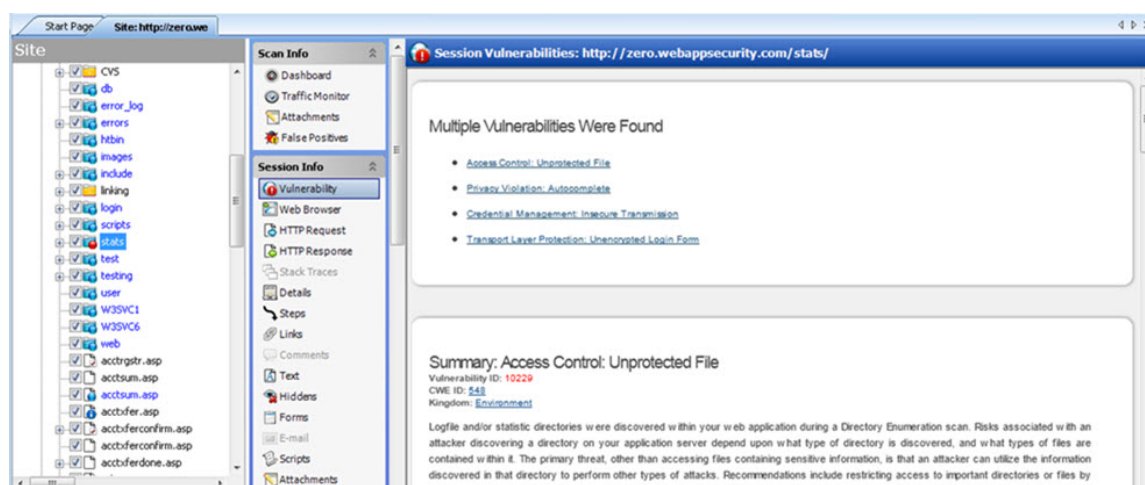 Start Page
Site: http://zero.we
Site
CVS
db
error_log
errors
htbin
images
include
linking
login
scripts
stats
test
testing
user
W3SVC1
W3SVC6
web
acctrgstr.asp
acctsum.asp
acctsum.asp
acctxfer.asp
acctxferconfirm.asp
acctxferconfirm.asp
acctxferdone.asp
Scan Info
Dashboard
Traffic Monitor
Attachments
False Positives
Session Info
Vulnerability
Web Browser
HTTP Request
HTTP Response
Stack Traces
Details
Steps
Links
Comments
Text
Hiddens
Forms
E-mail
Scripts
Attachments
Session Vulnerabilities: http://zero.webappsecurity.com/stats/
Multiple Vulnerabilities Were Found
Access Control: Unprotected File
Privacy Violation: Autocomplete
Credential Management: Insecure Transmission
Transport Layer Protection: Unencrypted Login Form
Summary: Access Control: Unprotected File
Vulnerability ID: 10229
CWE ID: 548
Kingdom: Environment
Logfile and/or statistic directories were discovered within your web application during a Directory Enumeration scan. Risks associated with an
attacker discovering a directory on your application server depend upon what type of directory is discovered, and what types of files are
contained within it. The primary threat, other than accessing files containing sensitive information, is that an attacker can utilize the information
discovered in that directory to perform other types of attacks. Recommendations include restricting access to important directories or files by